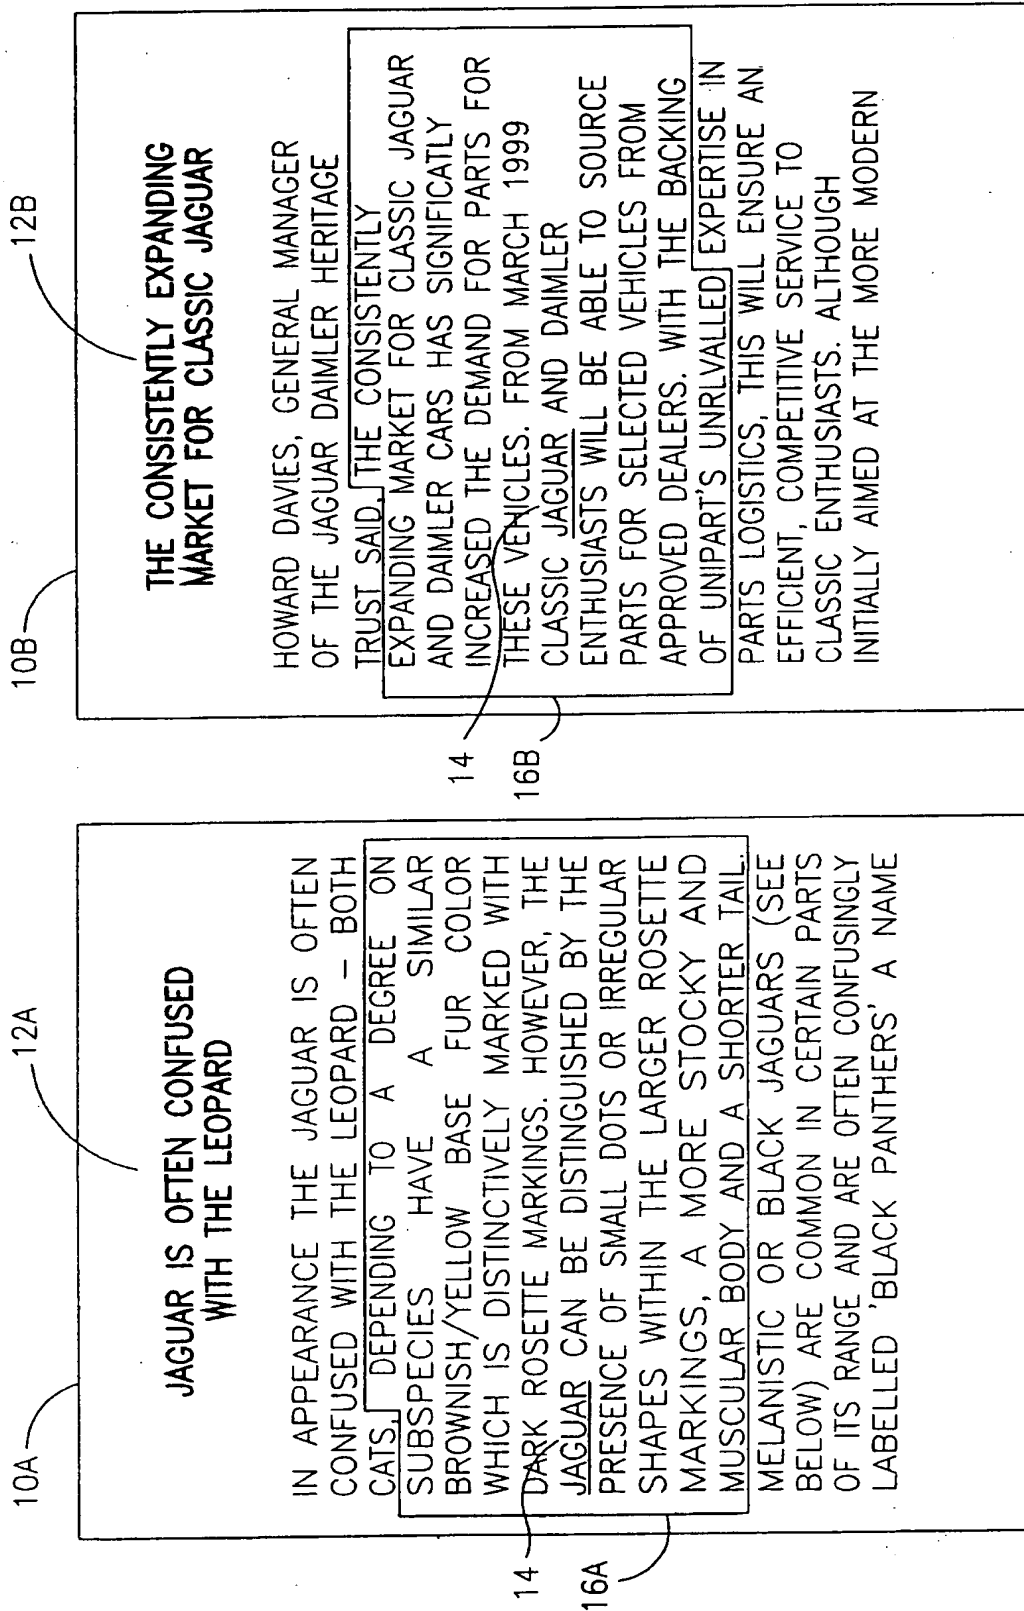 10A
12A
JAGUAR IS OFTEN CONFUSED
WITH THE LEOPARD
IN APPEARANCE THE JAGUAR IS OFTEN
CONFUSED WITH THE LEOPARD – BOTH
CATS, DEPENDING TO A DEGREE ON
SUBSPECIES HAVE A SIMILAR
BROWNISH/YELLOW BASE FUR COLOR
WHICH IS DISTINCTIVELY MARKED WITH
DARK ROSETTE MARKINGS. HOWEVER, THE
JAGUAR CAN BE DISTINGUISHED BY THE
PRESENCE OF SMALL DOTS OR IRREGULAR
SHAPES WITHIN THE LARGER ROSETTE
MARKINGS, A MORE STOCKY AND
MUSCULAR BODY AND A SHORTER TAIL.
MELANISTIC OR BLACK JAGUARS (SEE
BELOW) ARE COMMON IN CERTAIN PARTS
OF ITS RANGE AND ARE OFTEN CONFUSINGLY
LABELLED 'BLACK PANTHERS' A NAME
14
16A
10B
12B
THE CONSISTENTLY EXPANDING
MARKET FOR CLASSIC JAGUAR
HOWARD DAVIES, GENERAL MANAGER
OF THE JAGUAR DAIMLER HERITAGE
TRUST SAID, THE CONSISTENTLY
EXPANDING MARKET FOR CLASSIC JAGUAR
AND DAIMLER CARS HAS SIGNIFICATLY
INCREASED THE DEMAND FOR PARTS FOR
THESE VEHICLES. FROM MARCH 1999
CLASSIC JAGUAR AND DAIMLER
ENTHUSIASTS WILL BE ABLE TO SOURCE
PARTS FOR SELECTED VEHICLES FROM
APPROVED DEALERS. WITH THE BACKING
OF UNIPART'S UNRLVALLED EXPERTISE IN
PARTS LOGISTICS, THIS WILL ENSURE AN
EFFICIENT, COMPETITIVE SERVICE TO
CLASSIC ENTHUSIASTS. ALTHOUGH
INITIALLY AIMED AT THE MORE MODERN
14
16B